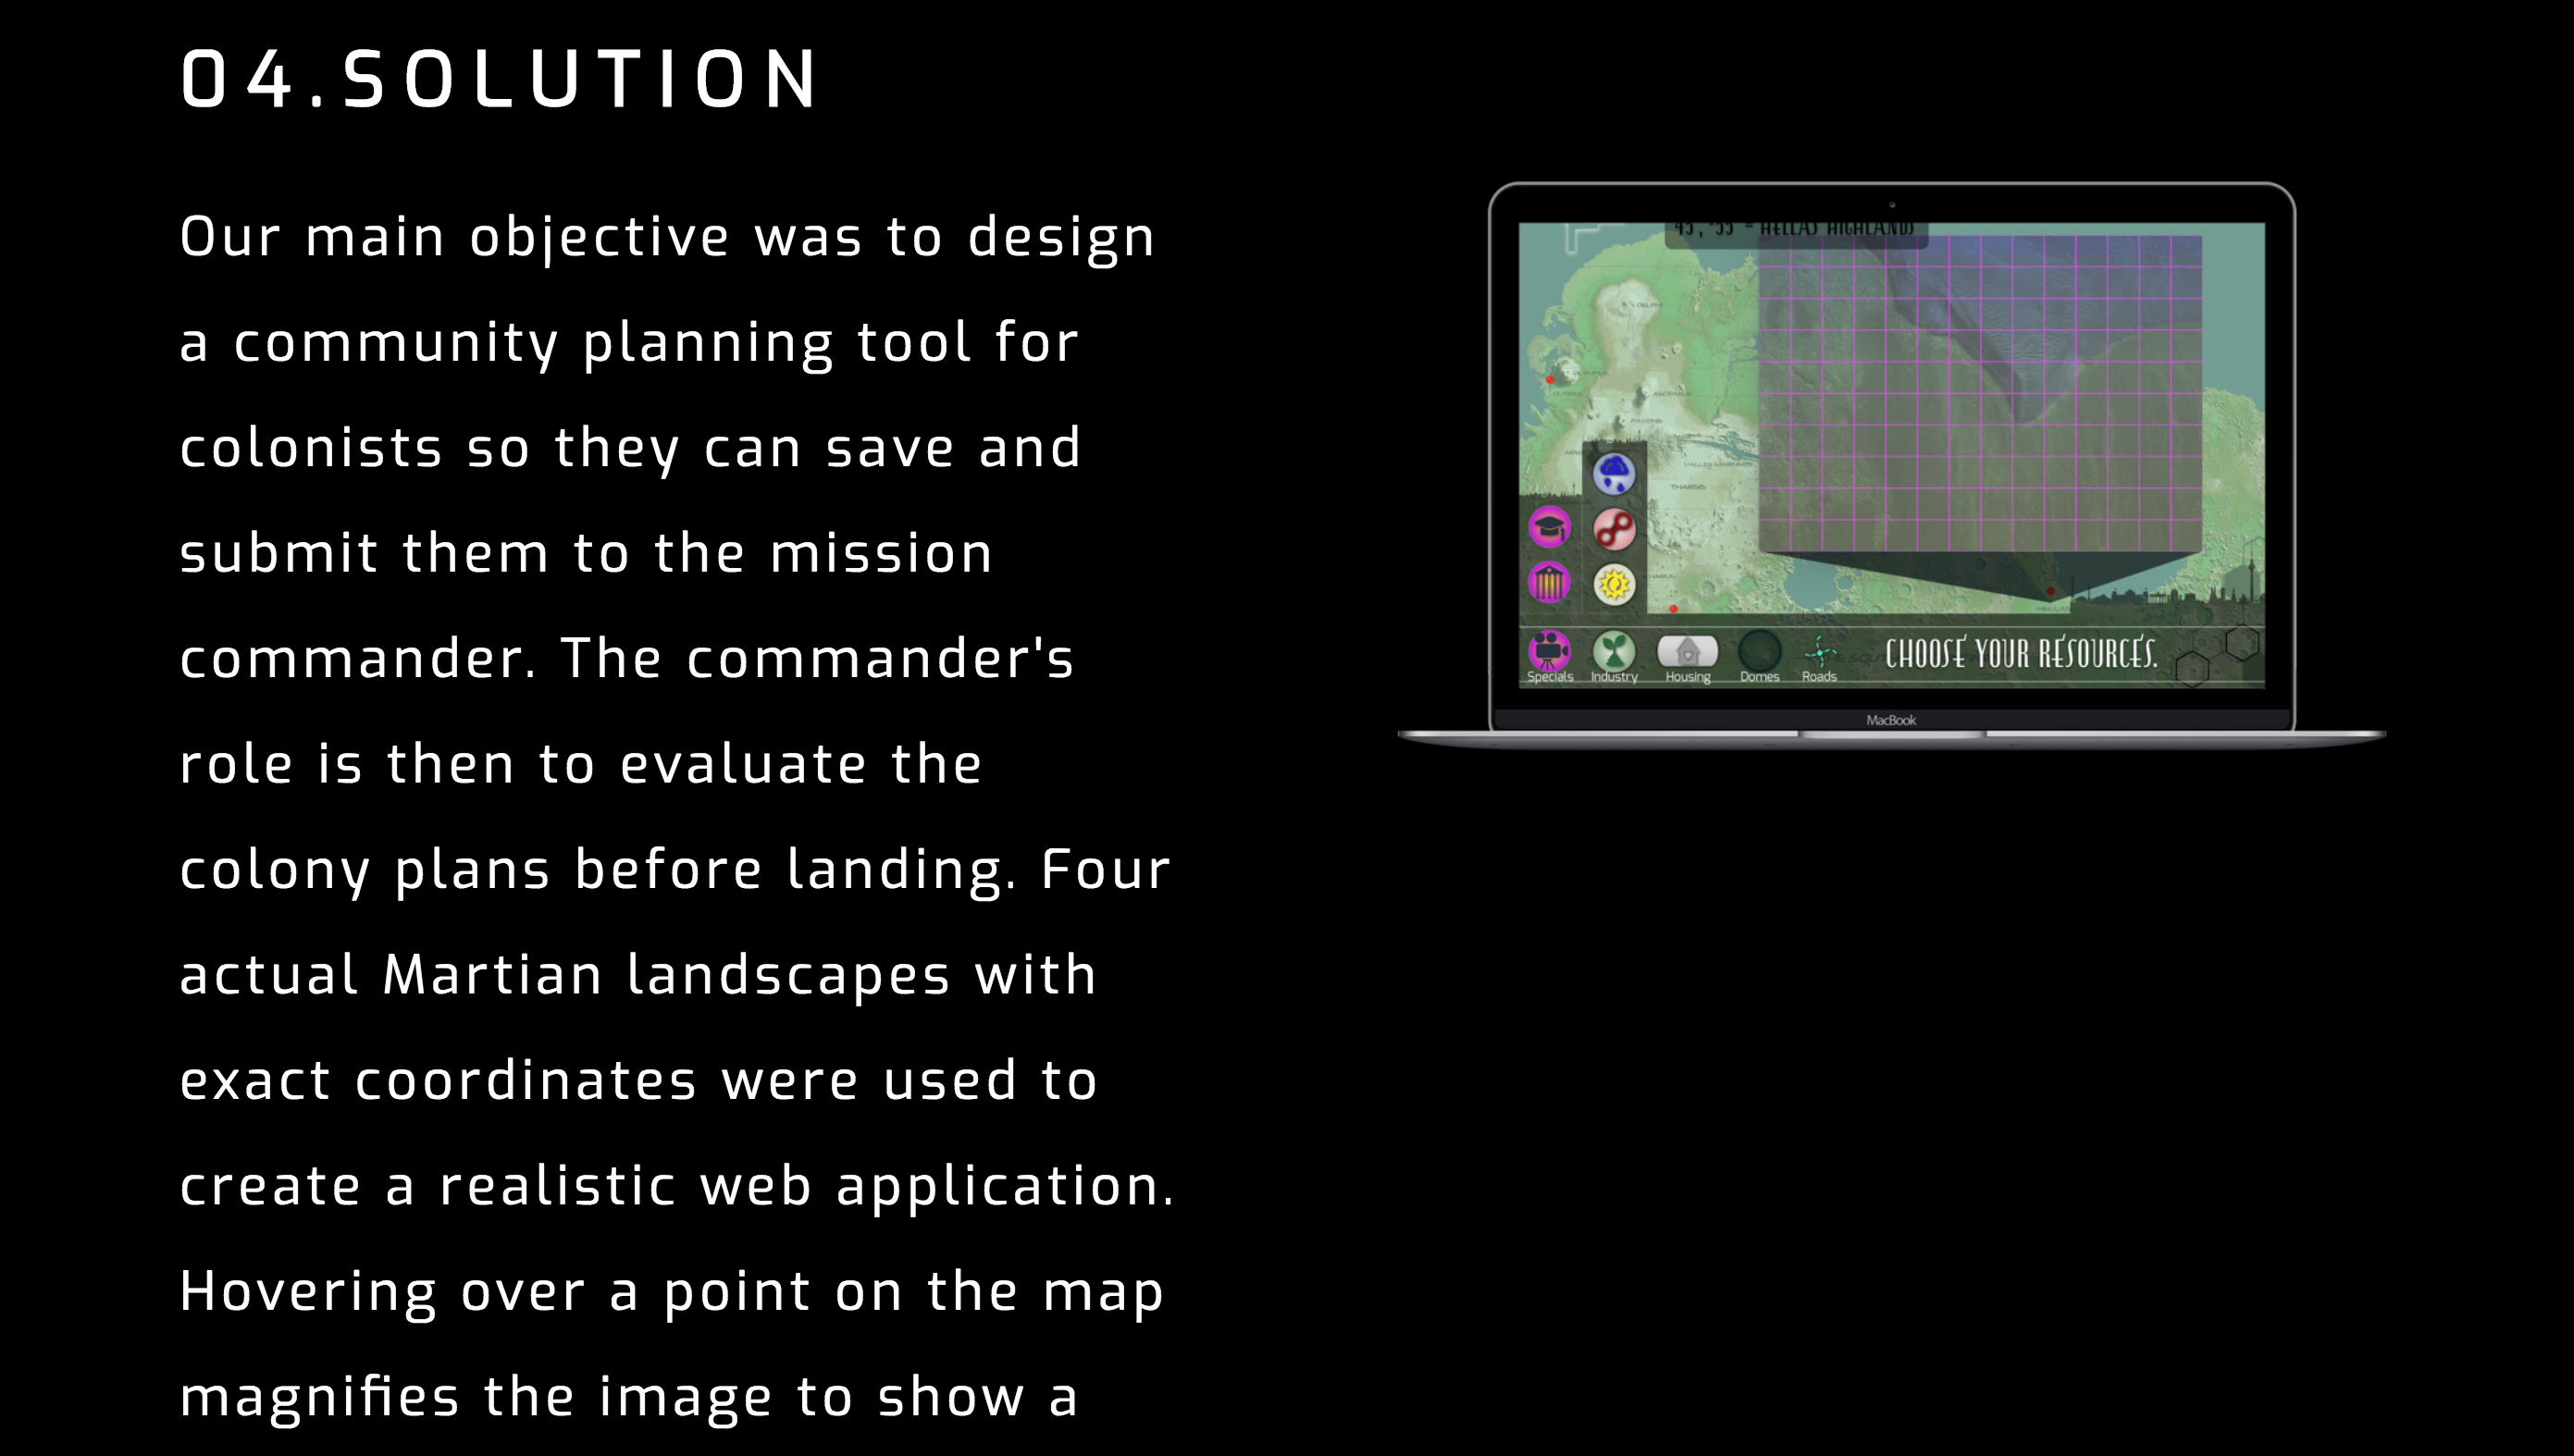 04.SOLUTION
Our main objective was to design
a community planning tool for
colonists so they can save and
submit them to the mission
commander. The commander's
role is then to evaluate the
colony plans before landing. Four
actual Martian landscapes with
exact coordinates were used to
create a realistic web application.
Hovering over a point on the map
magnifies the image to show a
HELLAS HIGHLANDS
THARSIS
CHOOSE YOUR RESOURCES.
Specials Industry Housing Domes Roads
MacBook